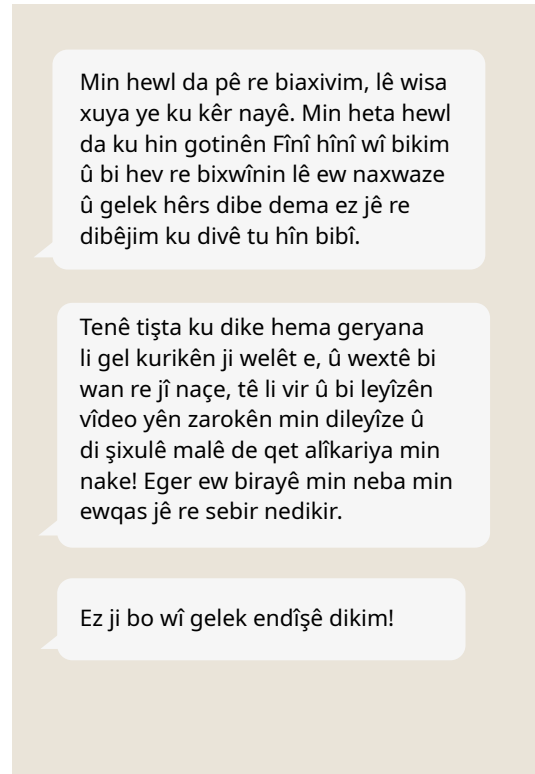 Min hewl da pê re biaxivim, lê wisa
xuya ye ku kêr nayê. Min heta hewl
da ku hin gotinên Fînî hînî wî bikim
û bi hev re bixwînin lê ew naxwaze
û gelek hêrs dibe dema ez jê re
dibêjim ku divê tu hîn bibî.
Tenê tişta ku dike hema geryana
li gel kurikên ji welêt e, û wextê bi
wan re jî naçe, tê li vir û bi leyîzên
vîdeo yên zarokên min dileyîze û
di şixulê malê de qet alîkariya min
nake! Eger ew birayê min neba min
ewqas jê re sebir nedikir.
Ez ji bo wî gelek endîşê dikim!